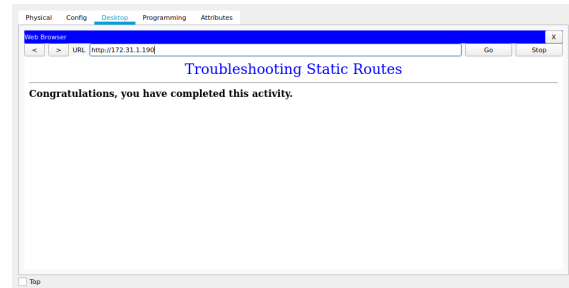 Physical Config Desktop Programming Attributes
Web Browser X
< > URL http://172.31.1.190 Go Stop
Troubleshooting Static Routes
Congratulations, you have completed this activity.
Top